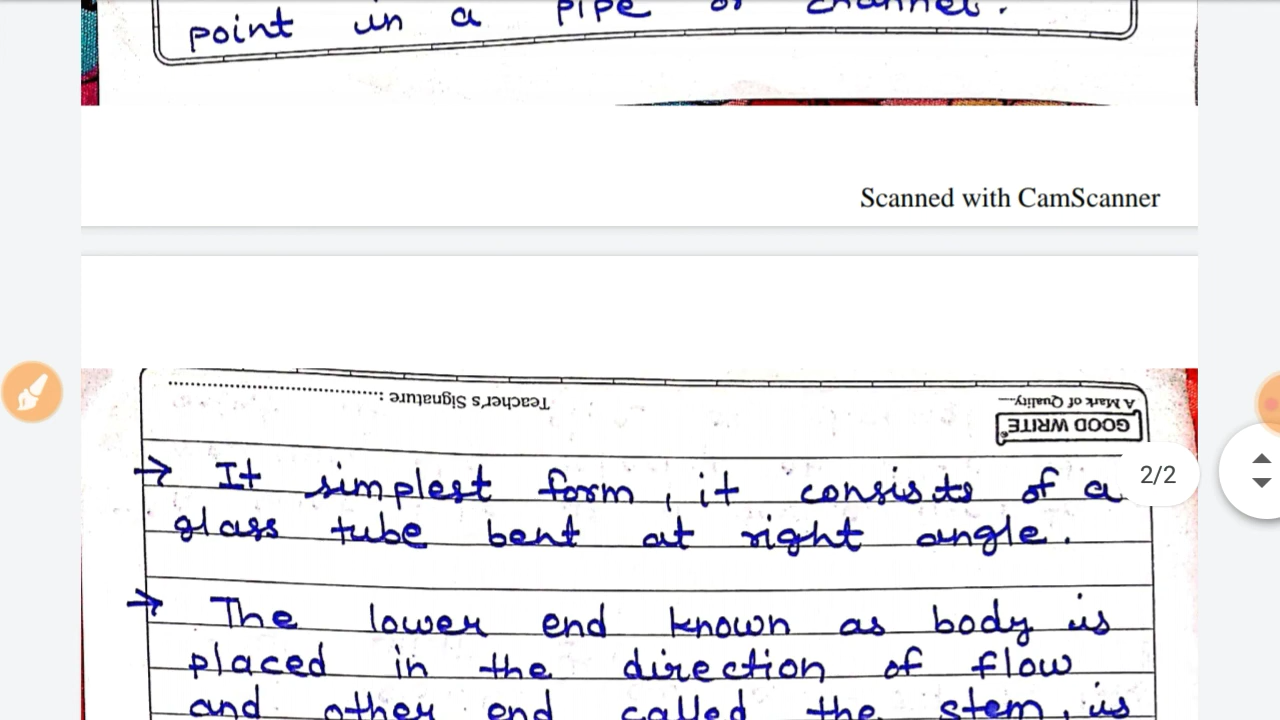 point in a pipe or channel.
Scanned with CamScanner
Teacher's Signature :
A Mark of Quality
GOOD WRITE
→ It simplest form, it consists of a
2/2
glass tube bent at right angle.
→ The lower end known as body is
placed in the direction of flow
and other end called the stem, is